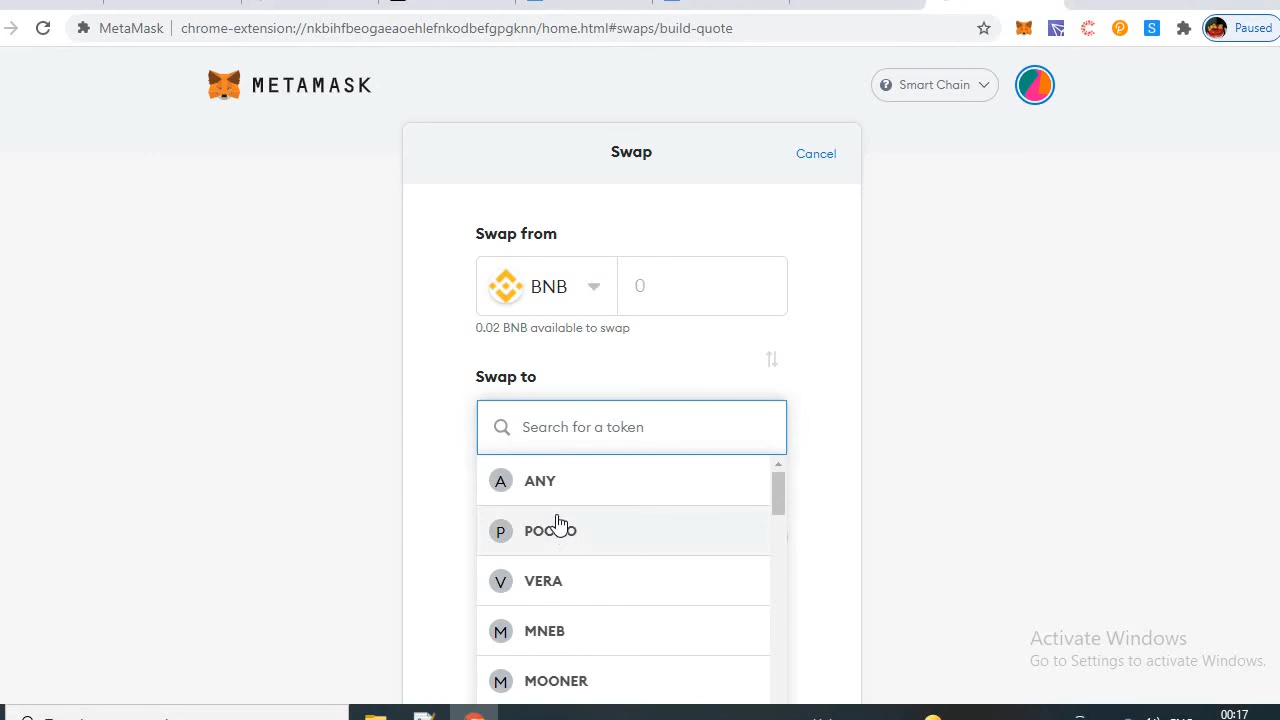 MetaMask
chrome-extension://nkbihfbeogaeaoehlefnkodbefgpgknn/home.html#swaps/build-quote
S
Paused
METAMASK
? Smart Chain
Swap
Cancel
Swap from
BNB
0
0.02 BNB available to swap
Swap to
Search for a token
A ANY
P
V VERA
M MNEB
M MOONER
Activate Windows
Go to Settings to activate Windows.
00:17